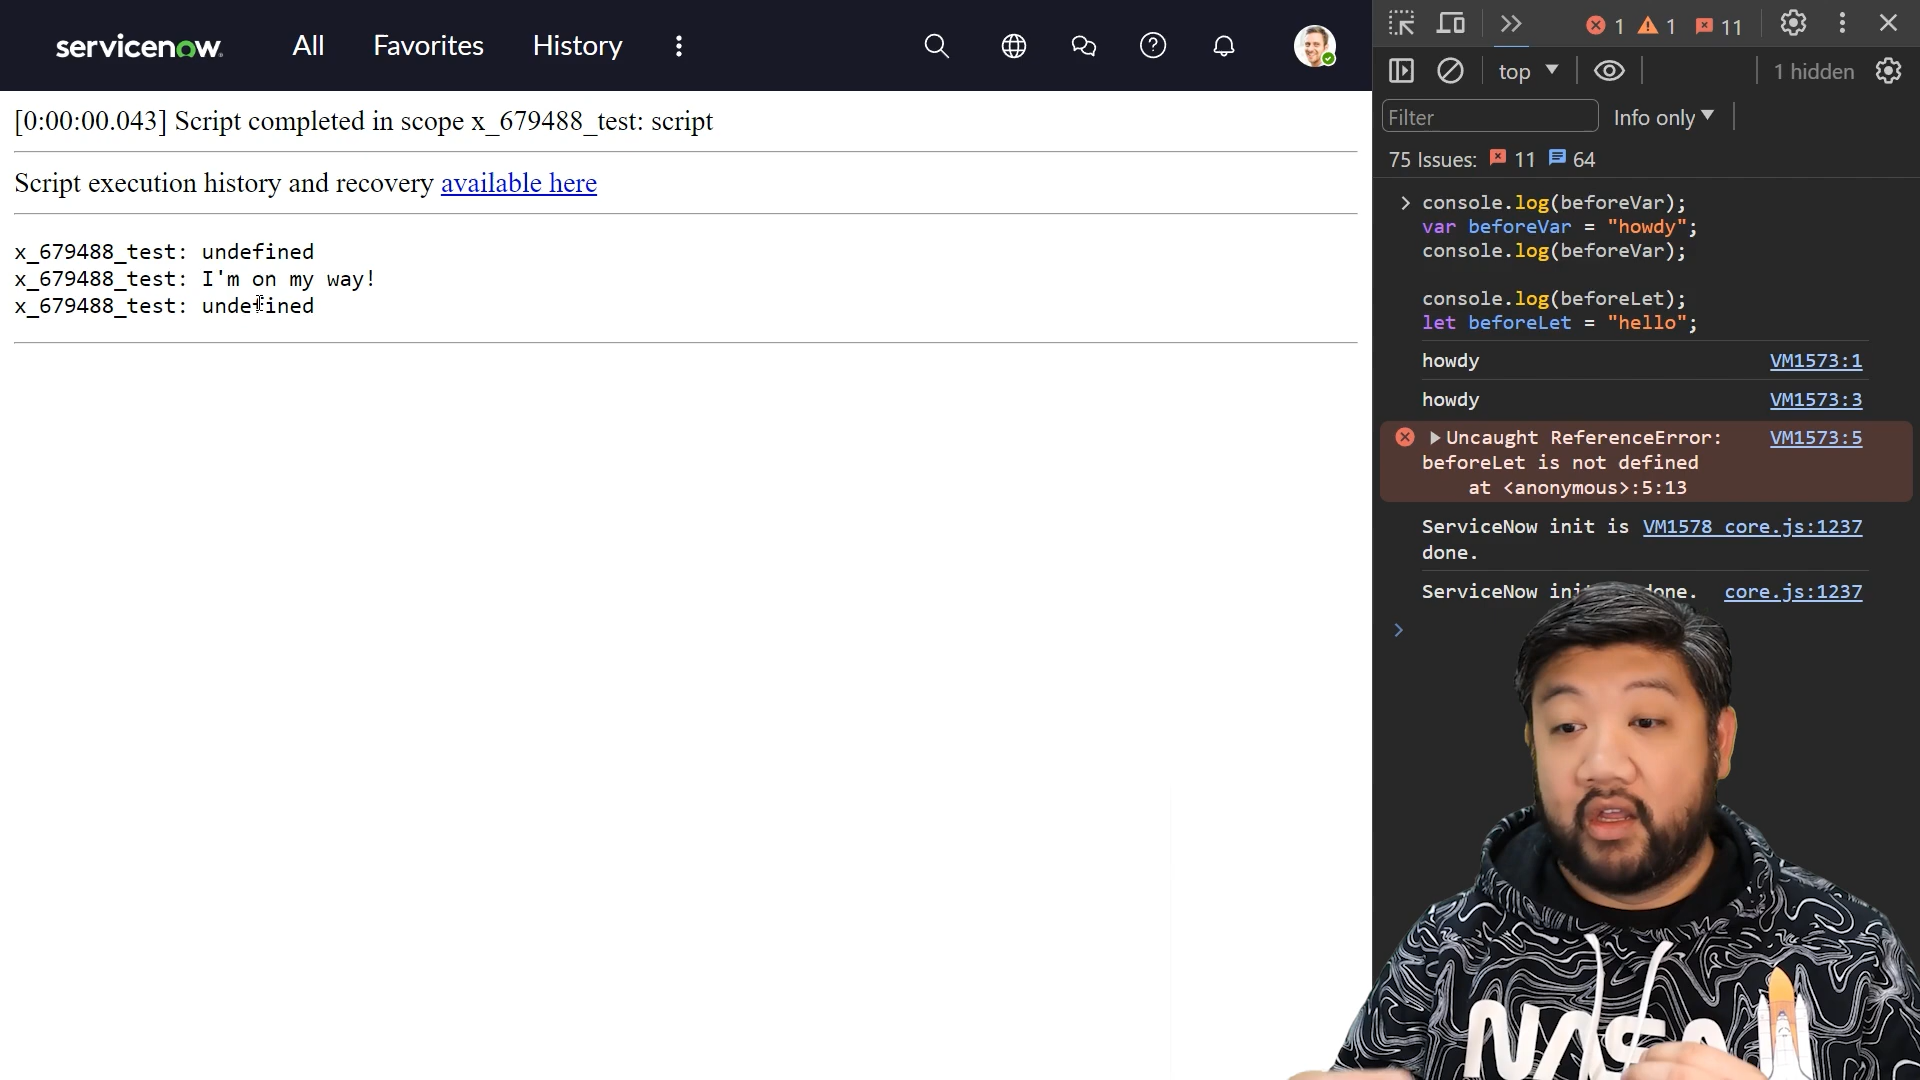 servicenow.
All
Favorites
History
[0:00:00.043] Script completed in scope x_679488_test: script
Script execution history and recovery available here
x_679488_test: undefined
x_679488_test: I'm on my way!
x_679488_test: undefined
1
1
11
top
1 hidden
Filter
Info only
75 Issues:
11
64
console.log(beforeVar);
var beforeVar = "howdy";
console.log(beforeVar);
console.log(beforeLet);
let beforeLet = "hello";
howdy VM1573:1
howdy VM1573:3
Uncaught ReferenceError: VM1573:5
beforeLet is not defined
at <anonymous>:5:13
ServiceNow init is VM1578 core.js:1237
done.
ServiceNow done. core.js:1237
NASA